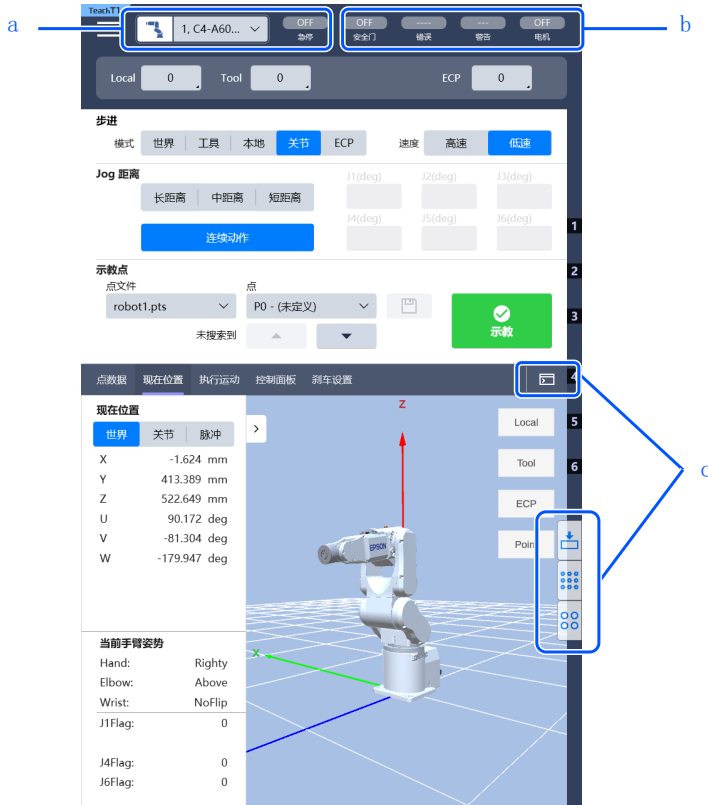 TeachT1
a
1, C4-A60...
OFF
急停
OFF
安全门
----
错误
---
警告
OFF
电机
b
Local 0 Tool 0 ECP 0
步进
模式 世界 工具 本地 关节 ECP 速度 高速 低速
Jog 距离
长距离 中距离 短距离
连续动作
J1(deg) J2(deg) J3(deg)
J4(deg) J5(deg) J6(deg)
1
2
3
4
5
6
示教点
点文件 点
robot1.pts P0 - (未定义)
未搜索到
示教
点数据 现在位置 执行运动 控制面板 刹车设置
现在位置
世界 关节 脉冲
X -1.624 mm
Y 413.389 mm
Z 522.649 mm
U 90.172 deg
V -81.304 deg
W -179.947 deg
当前手臂姿势
Hand: Righty
Elbow: Above
Wrist: NoFlip
J1Flag: 0
J4Flag: 0
J6Flag: 0
Z
X
EPSON
Local
Tool
ECP
c